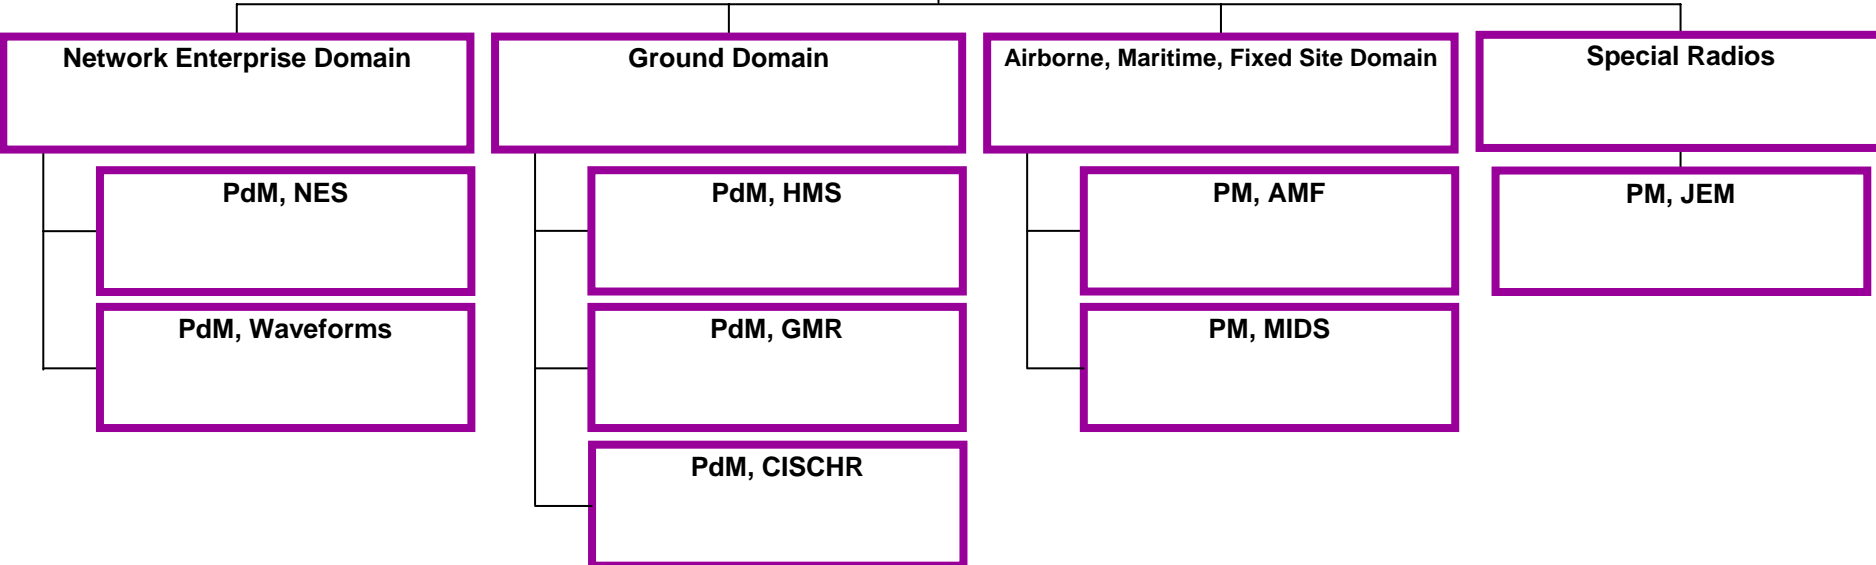 Network Enterprise Domain
Ground Domain
Airborne, Maritime, Fixed Site Domain
Special Radios
PdM, NES
PdM, HMS
PM, AMF
PM, JEM
PdM, Waveforms
PdM, GMR
PM, MIDS
PdM, CISCHR